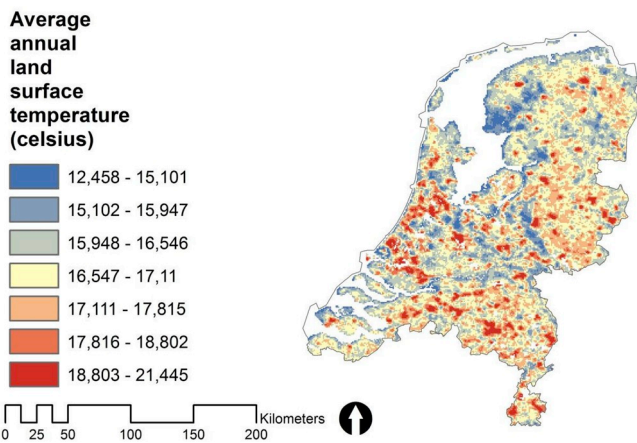 Average
annual
land
surface
temperature
(celsius)
12,458 - 15,101
15,102 - 15,947
15,948 - 16,546
16,547 - 17,11
17,111 - 17,815
17,816 - 18,802
18,803 - 21,445
Kilometers
0 25 50 100 150 200